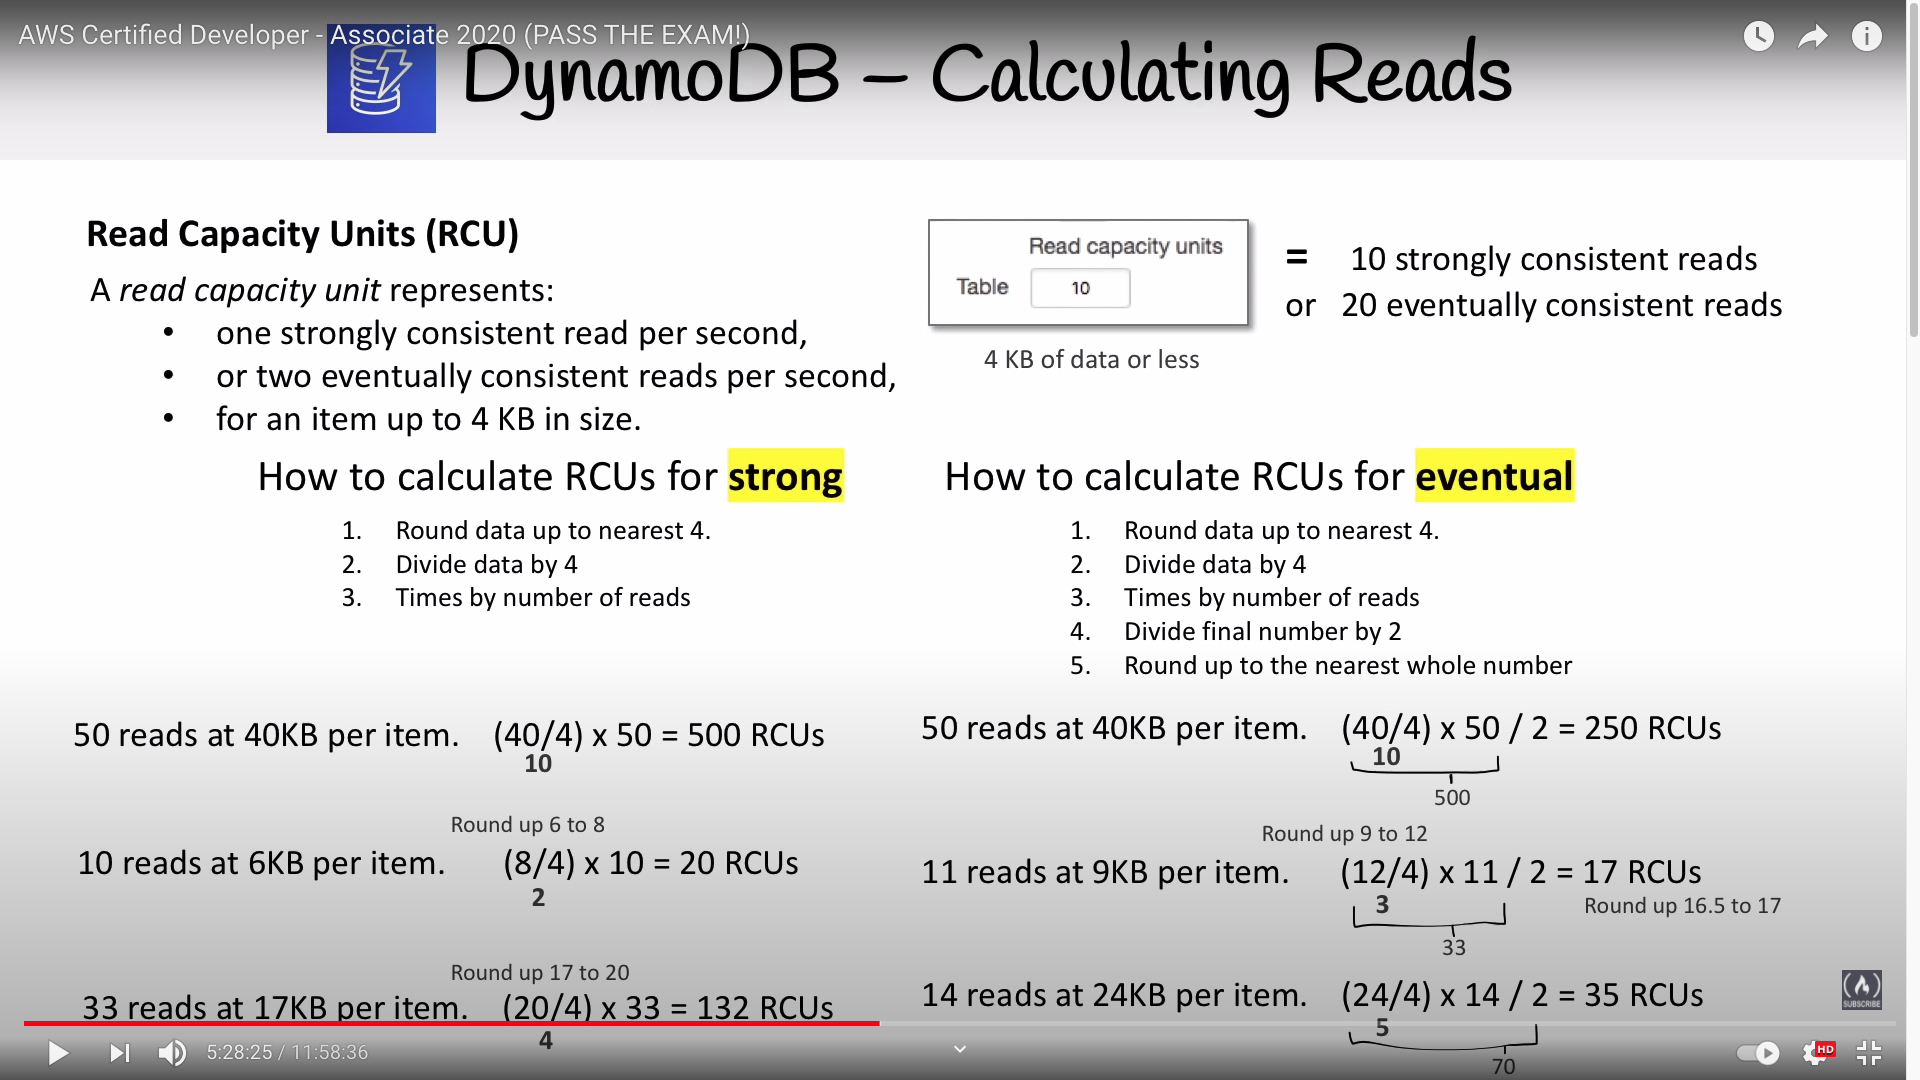 AWS Certified Developer - Associate 2020 (PASS THE EXAM!)
DynamoDB – Calculating Reads
Read Capacity Units (RCU)
A read capacity unit represents:
• one strongly consistent read per second,
• or two eventually consistent reads per second,
• for an item up to 4 KB in size.
Read capacity units
Table 10
4 KB of data or less
= 10 strongly consistent reads
or 20 eventually consistent reads
How to calculate RCUs for strong
1. Round data up to nearest 4.
2. Divide data by 4
3. Times by number of reads
50 reads at 40KB per item. (40/4) x 50 = 500 RCUs
10
Round up 6 to 8
10 reads at 6KB per item. (8/4) x 10 = 20 RCUs
2
Round up 17 to 20
33 reads at 17KB per item. (20/4) x 33 = 132 RCUs
4
How to calculate RCUs for eventual
1. Round data up to nearest 4.
2. Divide data by 4
3. Times by number of reads
4. Divide final number by 2
5. Round up to the nearest whole number
50 reads at 40KB per item. (40/4) x 50 / 2 = 250 RCUs
10
500
Round up 9 to 12
11 reads at 9KB per item. (12/4) x 11 / 2 = 17 RCUs
3
Round up 16.5 to 17
33
14 reads at 24KB per item. (24/4) x 14 / 2 = 35 RCUs
5
70
SUBSCRIBE
5:28:25 / 11:58:36
HD